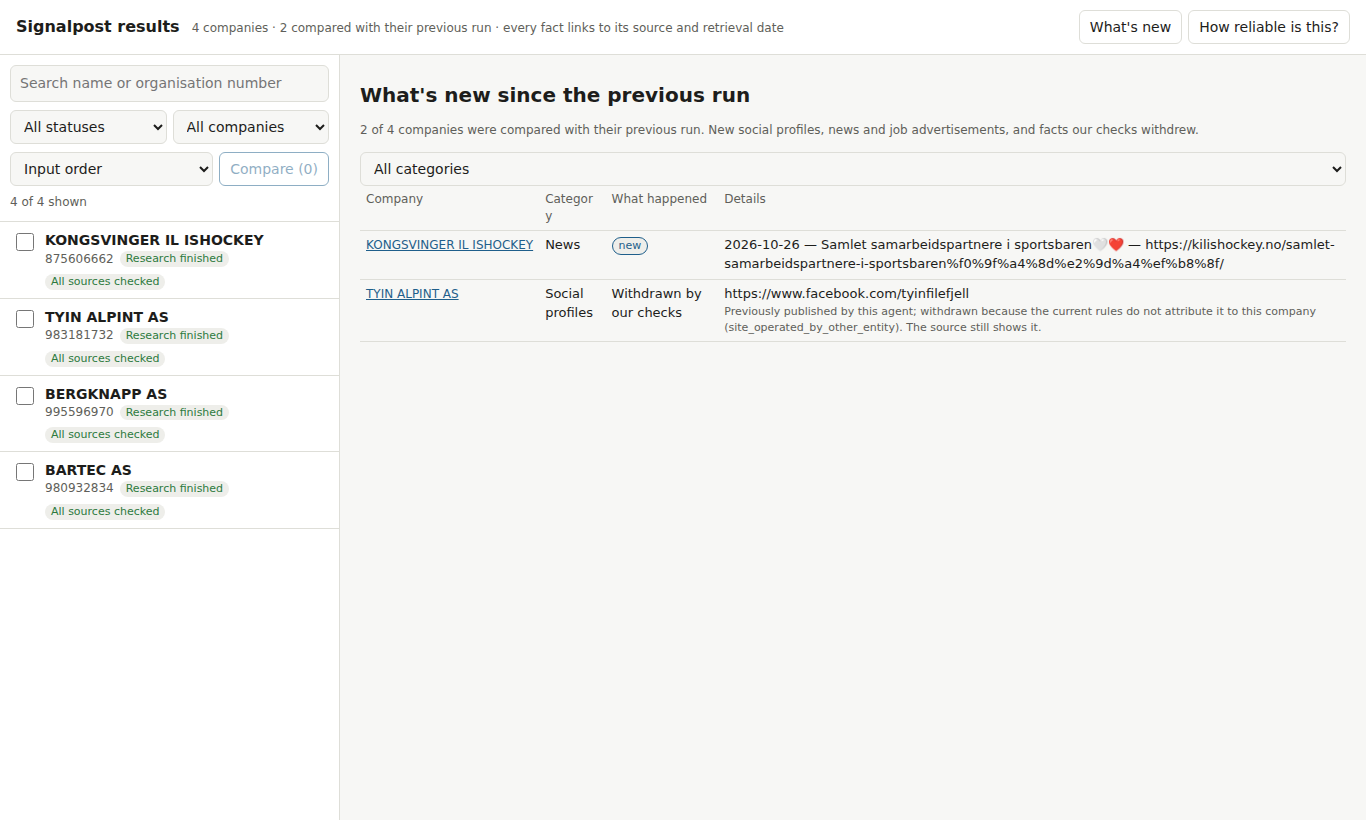 Signalpost results
4 companies · 2 compared with their previous run · every fact links to its source and retrieval date
What's new
How reliable is this?
Search name or organisation number
All statuses
All companies
Input order
Compare (0)
4 of 4 shown
KONGSVINGER IL ISHOCKEY
875606662 Research finished
All sources checked
TYIN ALPINT AS
983181732 Research finished
All sources checked
BERGKNAPP AS
995596970 Research finished
All sources checked
BARTEC AS
980932834 Research finished
All sources checked
What's new since the previous run
2 of 4 companies were compared with their previous run. New social profiles, news and job advertisements, and facts our checks withdrew.
All categories
Company
Categor
y
What happened
Details
KONGSVINGER IL ISHOCKEY
News
new
2026-10-26 — Samlet samarbeidspartnere i sportsbaren🤍❤️ — https://kilishockey.no/samlet-
samarbeidspartnere-i-sportsbaren%f0%9f%a4%8d%e2%9d%a4%ef%b8%8f/
TYIN ALPINT AS
Social
profiles
Withdrawn by
our checks
https://www.facebook.com/tyinfilefjell
Previously published by this agent; withdrawn because the current rules do not attribute it to this company
(site_operated_by_other_entity). The source still shows it.